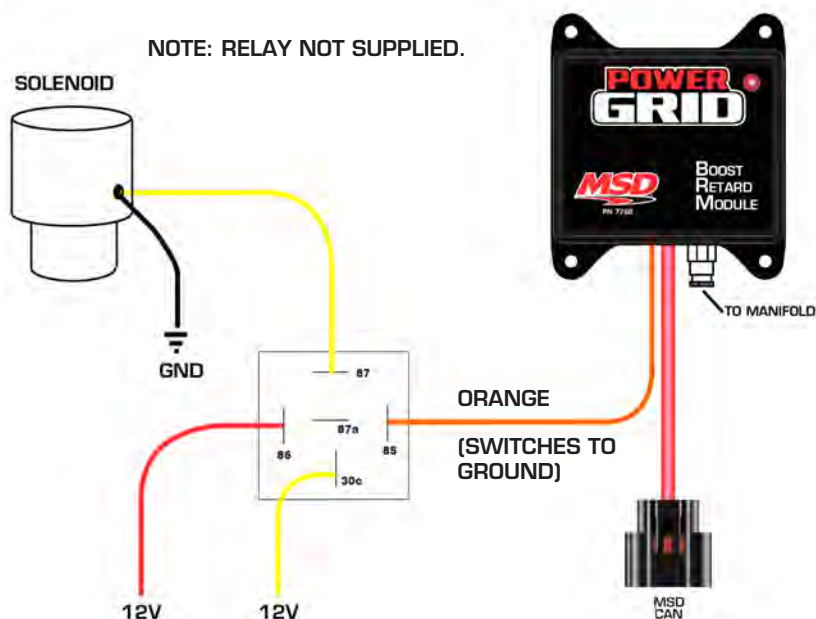 NOTE: RELAY NOT SUPPLIED.
SOLENOID
POWER
GRID
MSD
PN 7762
BOOST
RETARD
MODULE
TO MANIFOLD
GND
87
87a
86
85
30c
ORANGE
(SWITCHES TO
GROUND)
12V
12V
MSD
CAN